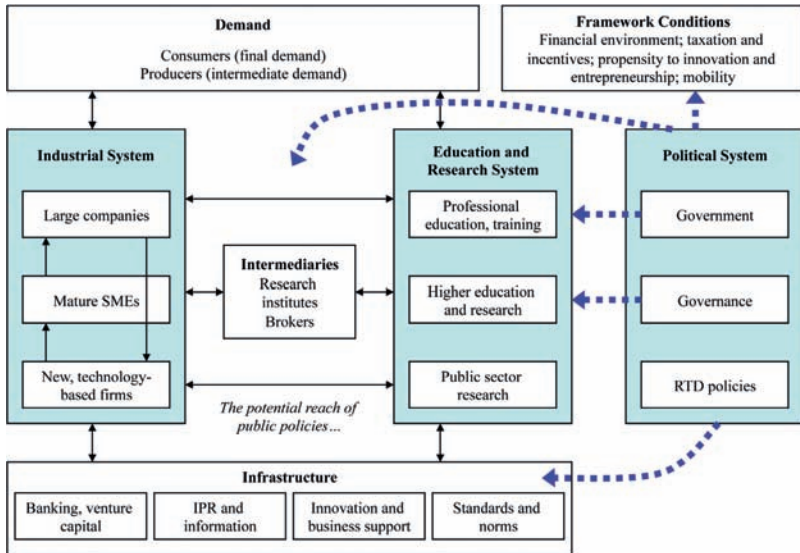 Demand
Consumers (final demand)
Producers (intermediate demand)
Framework Conditions
Financial environment; taxation and
incentives; propensity to innovation and
entrepreneurship; mobility
Industrial System
Large companies
Mature SMEs
New, technology-
based firms
Intermediaries
Research
institutes
Brokers
The potential reach of
public policies…
Education and
Research System
Professional
education, training
Higher education
and research
Public sector
research
Political System
Government
Governance
RTD policies
Infrastructure
Banking, venture
capital
IPR and
information
Innovation and
business support
Standards and
norms